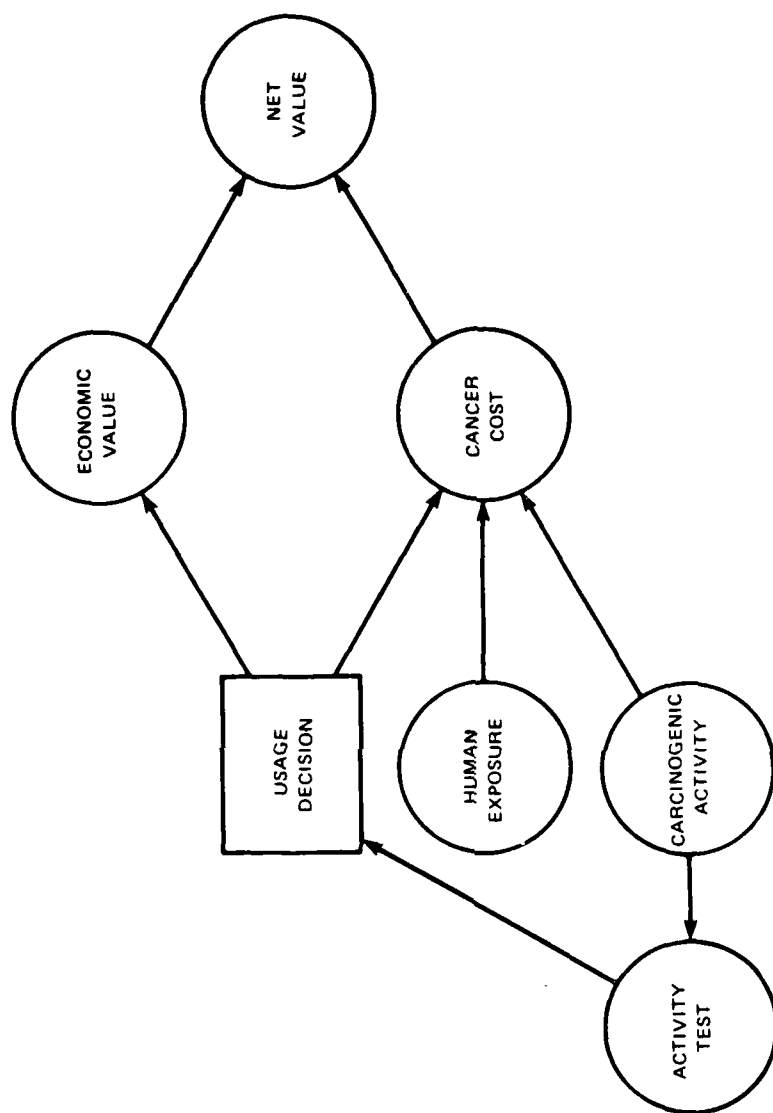 NET
VALUE
ECONOMIC
VALUE
CANCER
COST
USAGE
DECISION
HUMAN
EXPOSURE
CARCINOGENIC
ACTIVITY
ACTIVITY
TEST